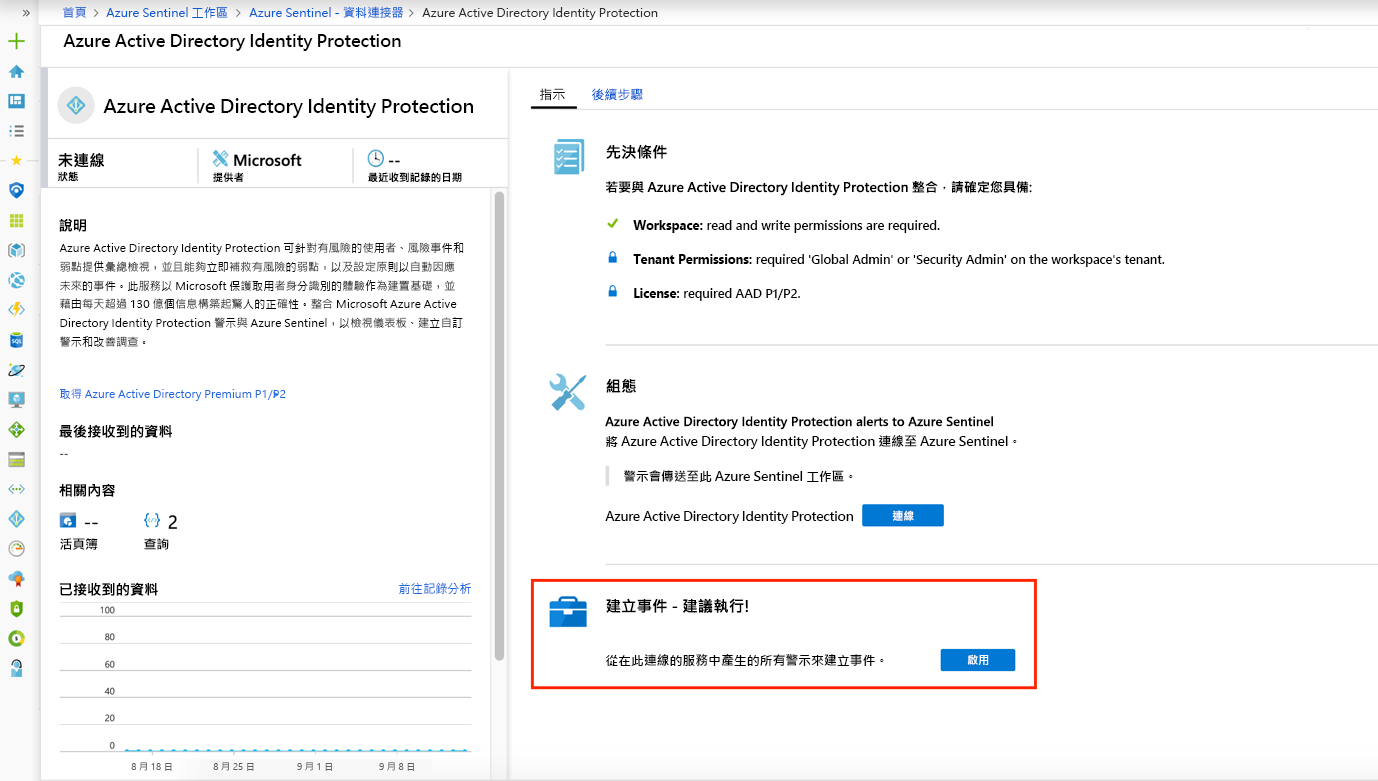 » 首頁 > Azure Sentinel 工作區 > Azure Sentinel - 資料連接器 > Azure Active Directory Identity Protection
Azure Active Directory Identity Protection
Azure Active Directory Identity Protection
未連線
狀態
Microsoft
提供者
--
最近收到記錄的日期
說明
Azure Active Directory Identity Protection 可針對有風險的使用者、風險事件和
弱點提供彙總檢視，並且能夠立即補救有風險的弱點，以及設定原則以自動因應
未來的事件。此服務以 Microsoft 保護取用者身分識別的體驗作為建置基礎，並
藉由每天超過 130 億個信息構築起驚人的正確性。整合 Microsoft Azure Active
Directory Identity Protection 警示與 Azure Sentinel，以檢視儀表板、建立自訂
警示和改善調查。
取得 Azure Active Directory Premium P1/P2
最後接收到的資料
--
相關內容
--
活頁簿
2
查詢
已接收到的資料
前往記錄分析
100
80
60
40
20
0
8 月 18 日
8 月 25 日
9 月 1 日
9 月 8 日
指示
後續步驟
先決條件
若要與 Azure Active Directory Identity Protection 整合，請確定您具備:
Workspace: read and write permissions are required.
Tenant Permissions: required 'Global Admin' or 'Security Admin' on the workspace's tenant.
License: required AAD P1/P2.
組態
Azure Active Directory Identity Protection alerts to Azure Sentinel
將 Azure Active Directory Identity Protection 連線至 Azure Sentinel。
警示會傳送至此 Azure Sentinel 工作區。
Azure Active Directory Identity Protection
連線
建立事件 - 建議執行!
從在此連線的服務中產生的所有警示來建立事件。
啟用
SQL